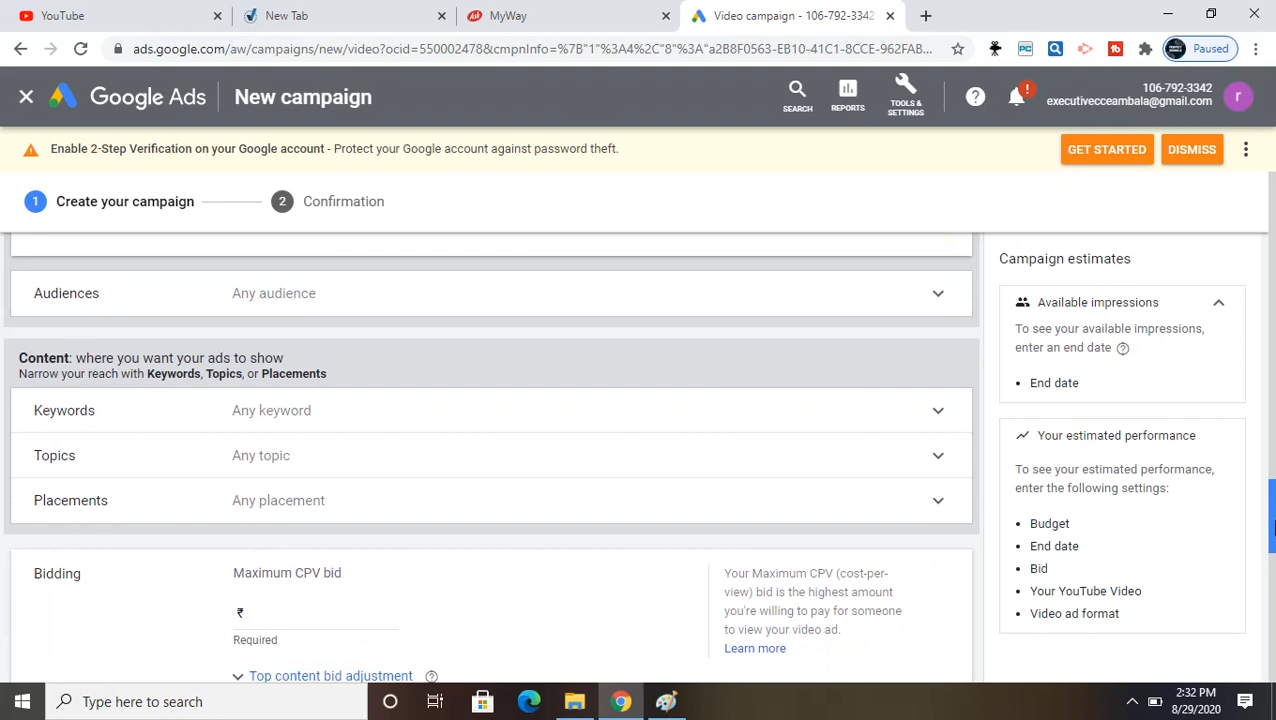 YouTube
New Tab
MyWay
Video campaign - 106-792-3342
ads.google.com/aw/campaigns/new/video?ocid=550002478&cmpnInfo=%7B"1"%3A4%2C"8"%3A"a2B8F0563-EB10-41C1-8CCE-962FAB...
Paused
Google Ads
New campaign
SEARCH
REPORTS
TOOLS &
SETTINGS
106-792-3342
executivecceambala@gmail.com
r
Enable 2-Step Verification on your Google account - Protect your Google account against password theft.
GET STARTED
DISMISS
1 Create your campaign
2 Confirmation
Audiences
Any audience
Content: where you want your ads to show
Narrow your reach with Keywords, Topics, or Placements
Keywords
Any keyword
Topics
Any topic
Placements
Any placement
Bidding
Maximum CPV bid
₹
Required
Top content bid adjustment
Your Maximum CPV (cost-per-
view) bid is the highest amount
you're willing to pay for someone
to view your video ad.
Learn more
Campaign estimates
Available impressions
To see your available impressions,
enter an end date
• End date
Your estimated performance
To see your estimated performance,
enter the following settings:
• Budget
• End date
• Bid
• Your YouTube Video
• Video ad format
Type here to search
2:32 PM
8/29/2020